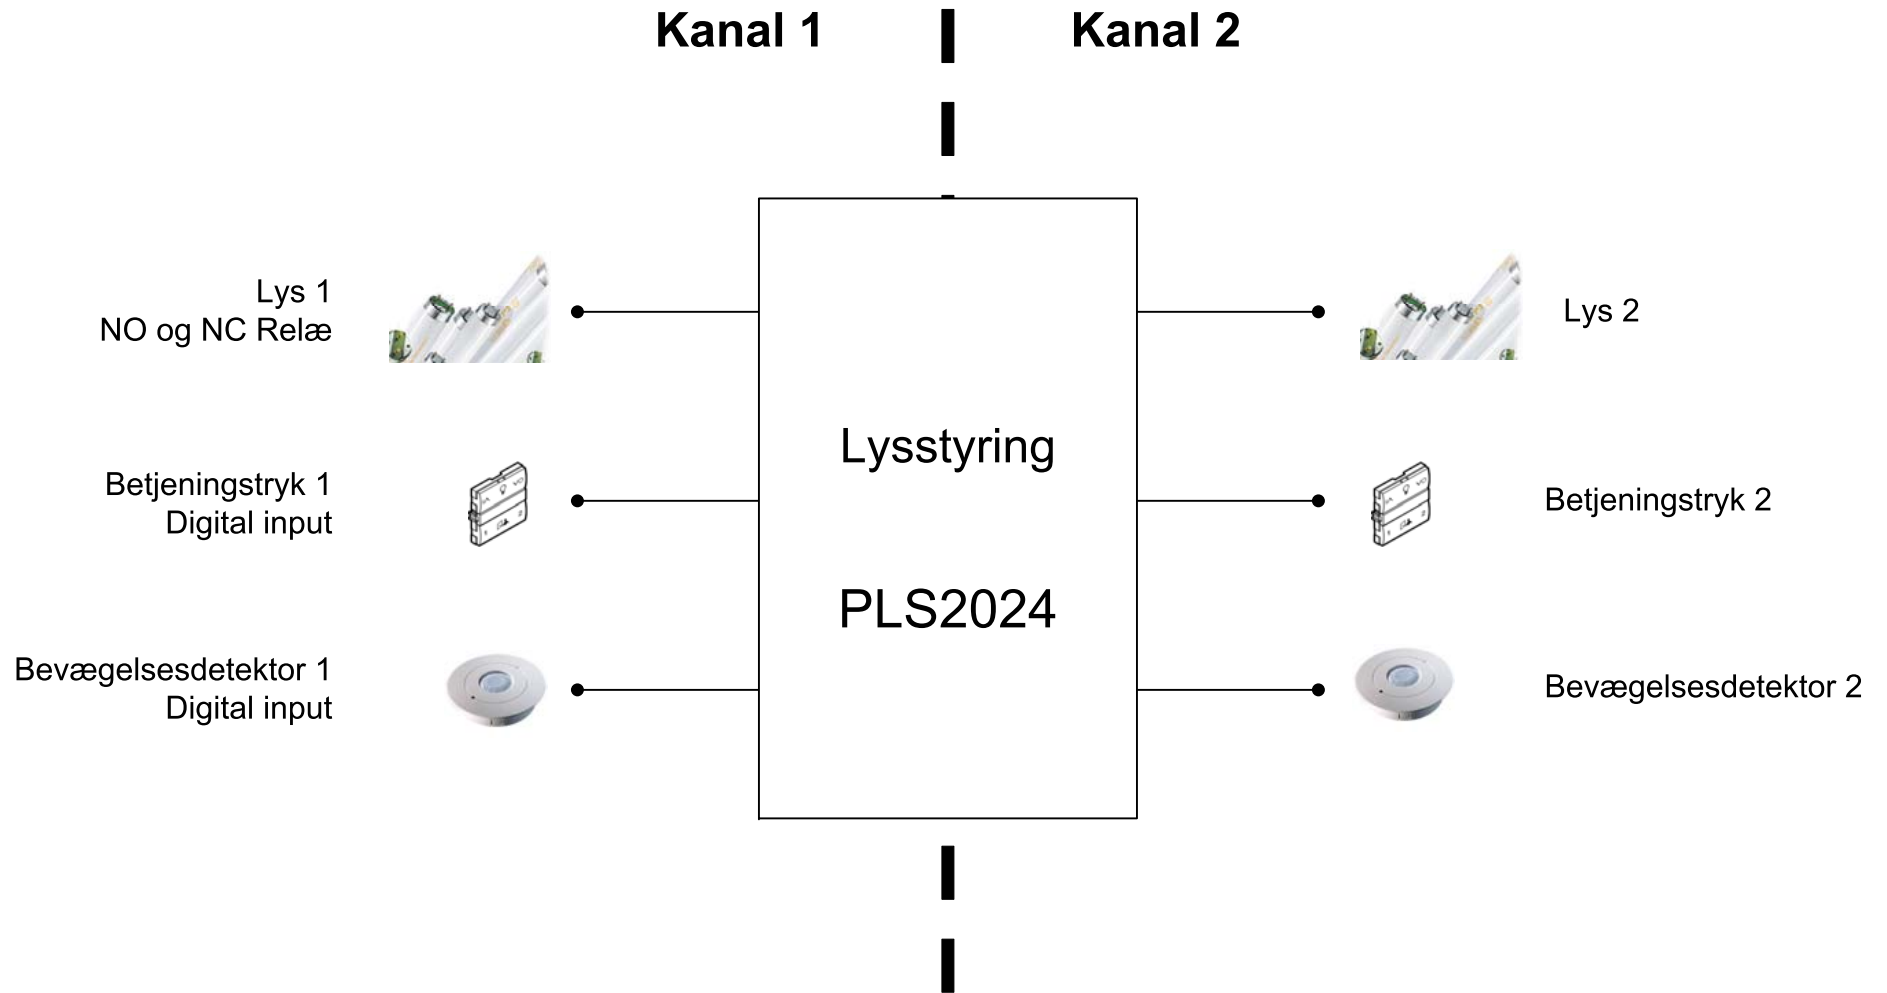 Kanal 1
Kanal 2
Lys 1
NO og NC Relæ
Betjeningstryk 1
Digital input
Bevægelsesdetektor 1
Digital input
Lysstyring
PLS2024
Lys 2
Betjeningstryk 2
Bevægelsesdetektor 2